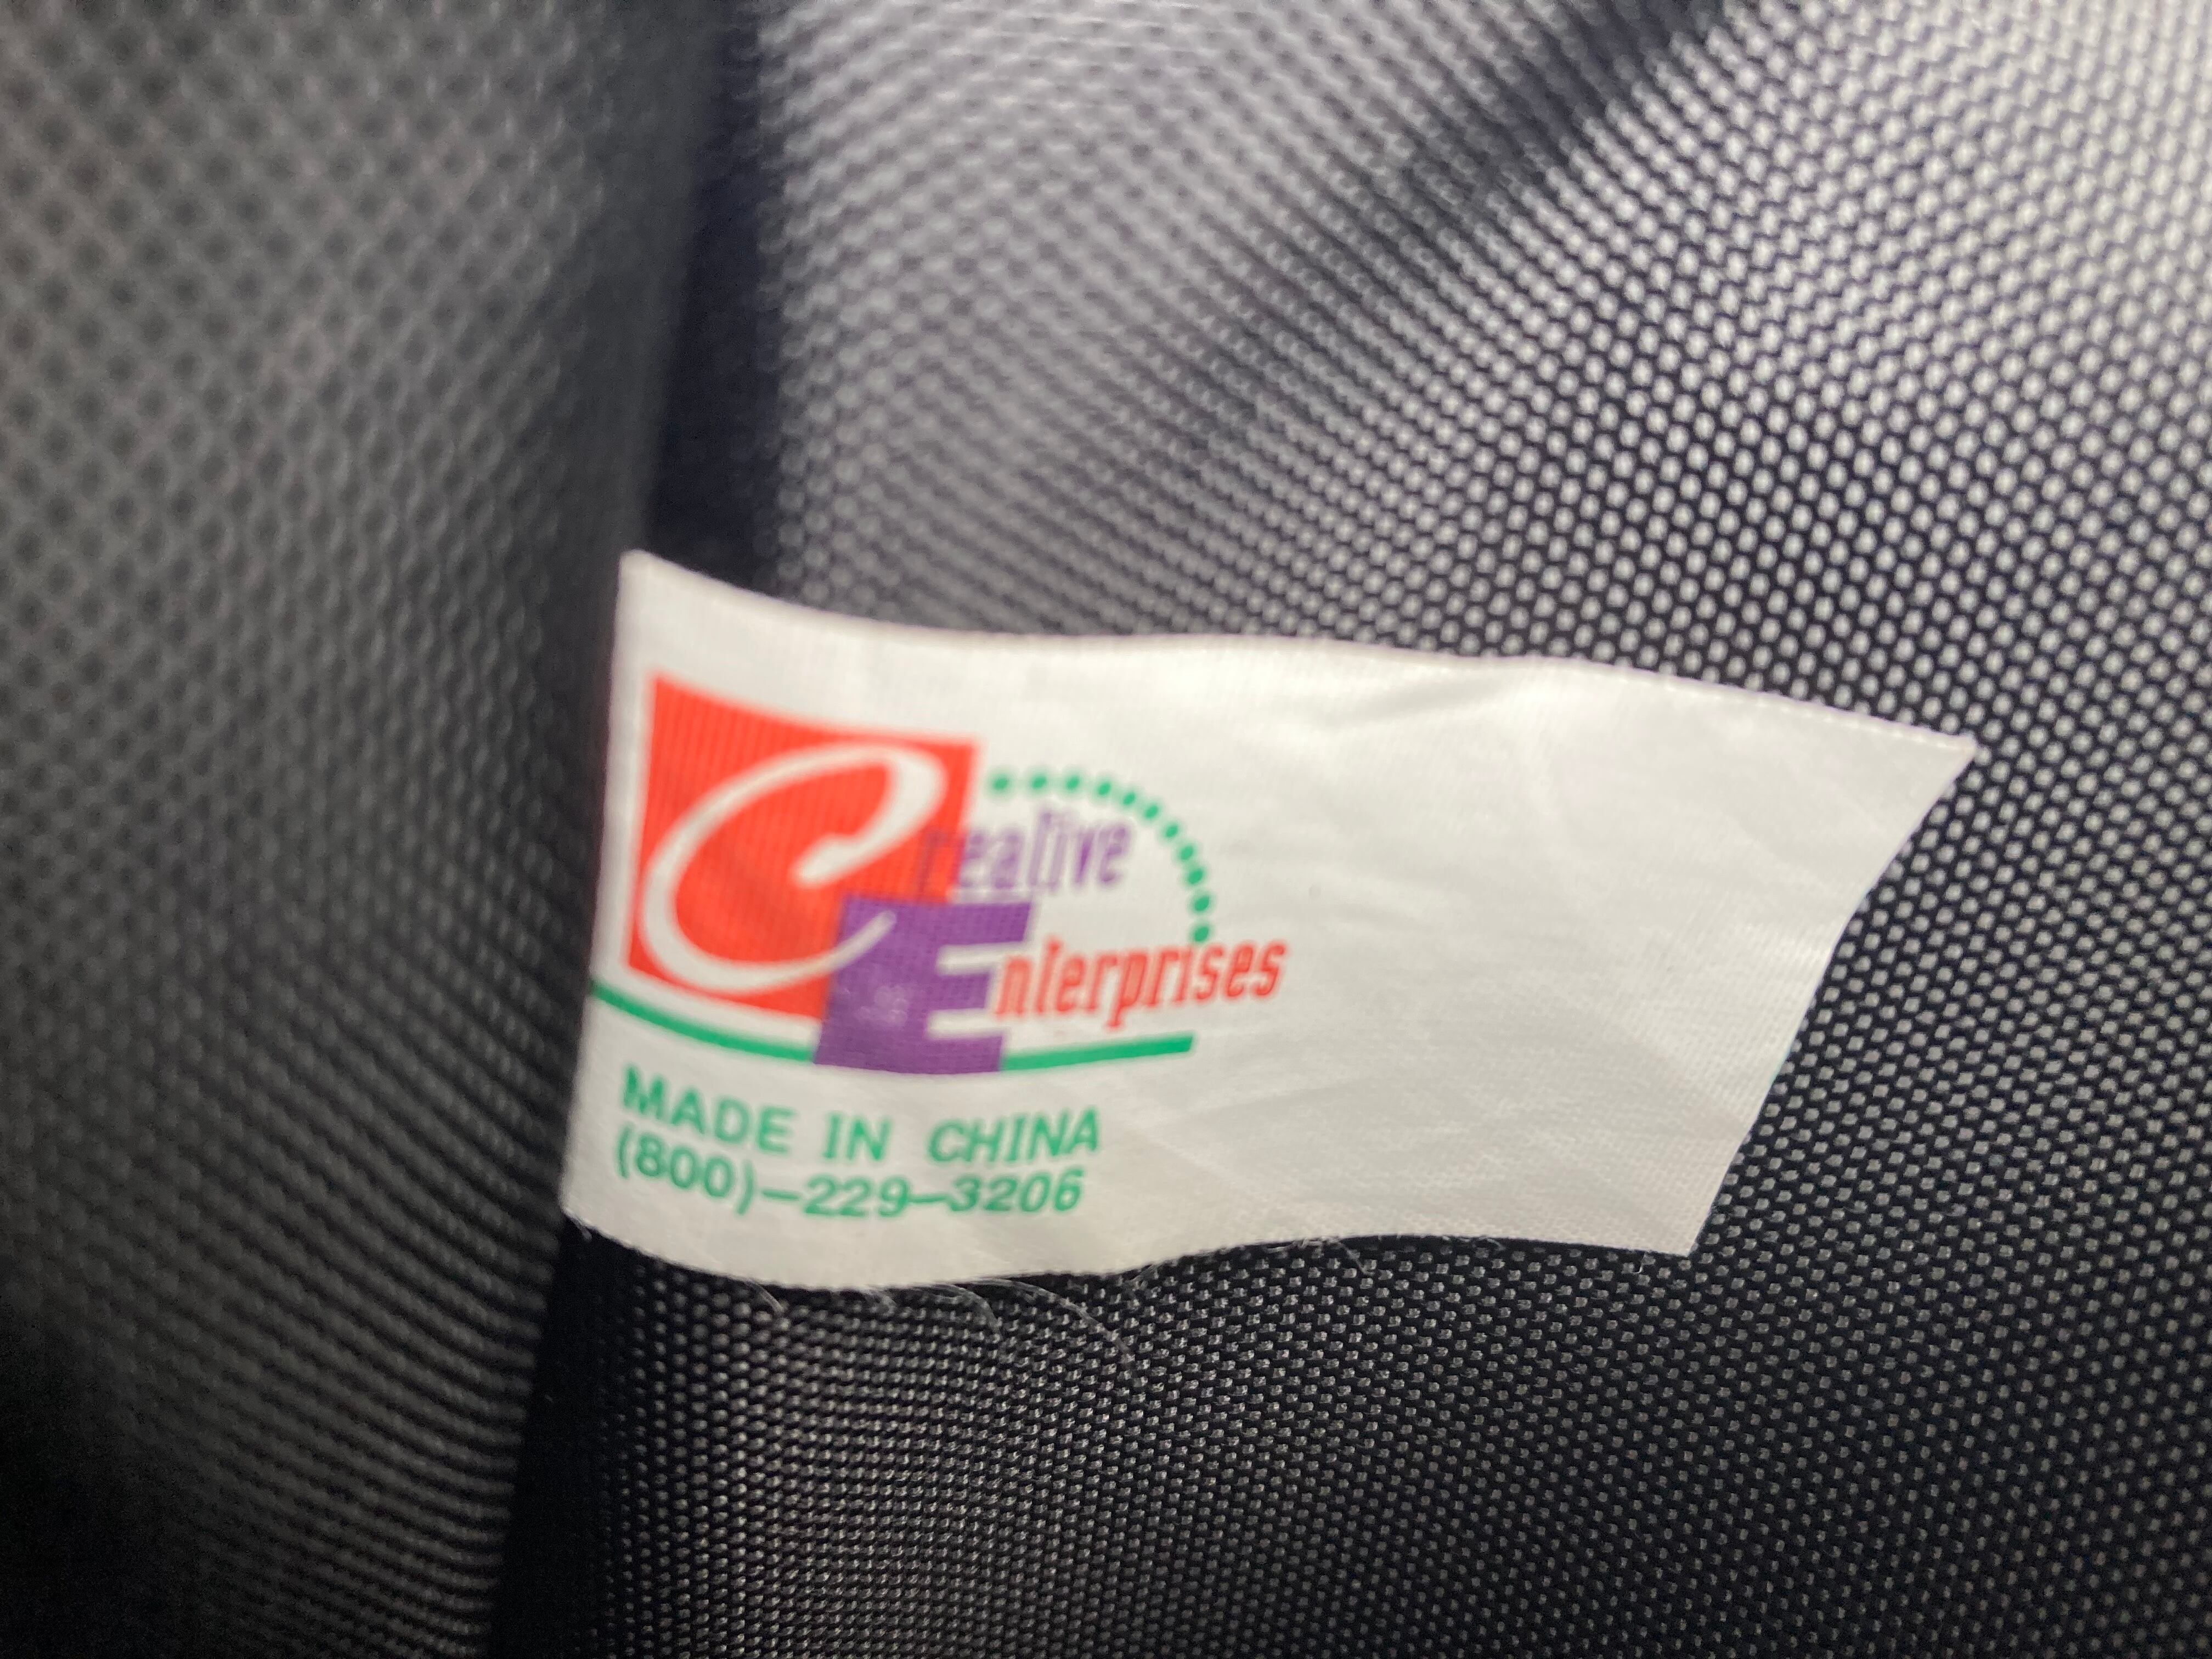 Creative
Enterprises
MADE IN CHINA
(800)-229-3206